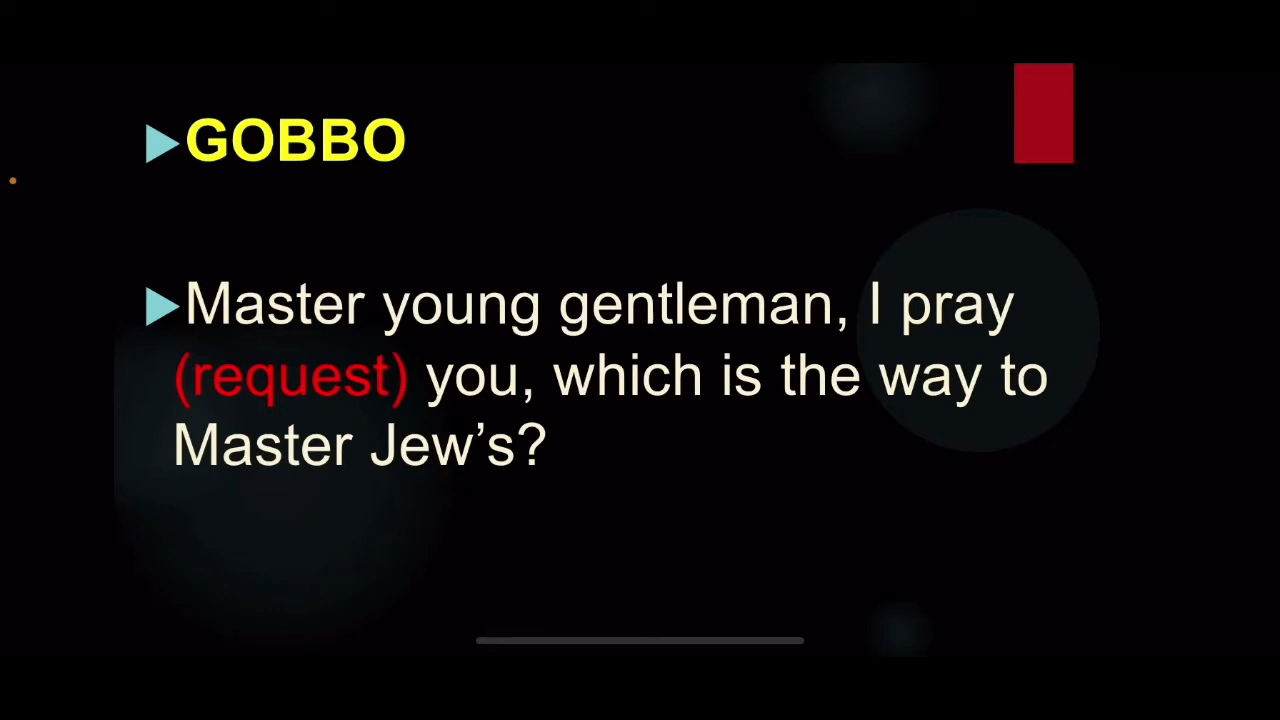 GOBBO
Master young gentleman, I pray
(request) you, which is the way to
Master Jew’s?